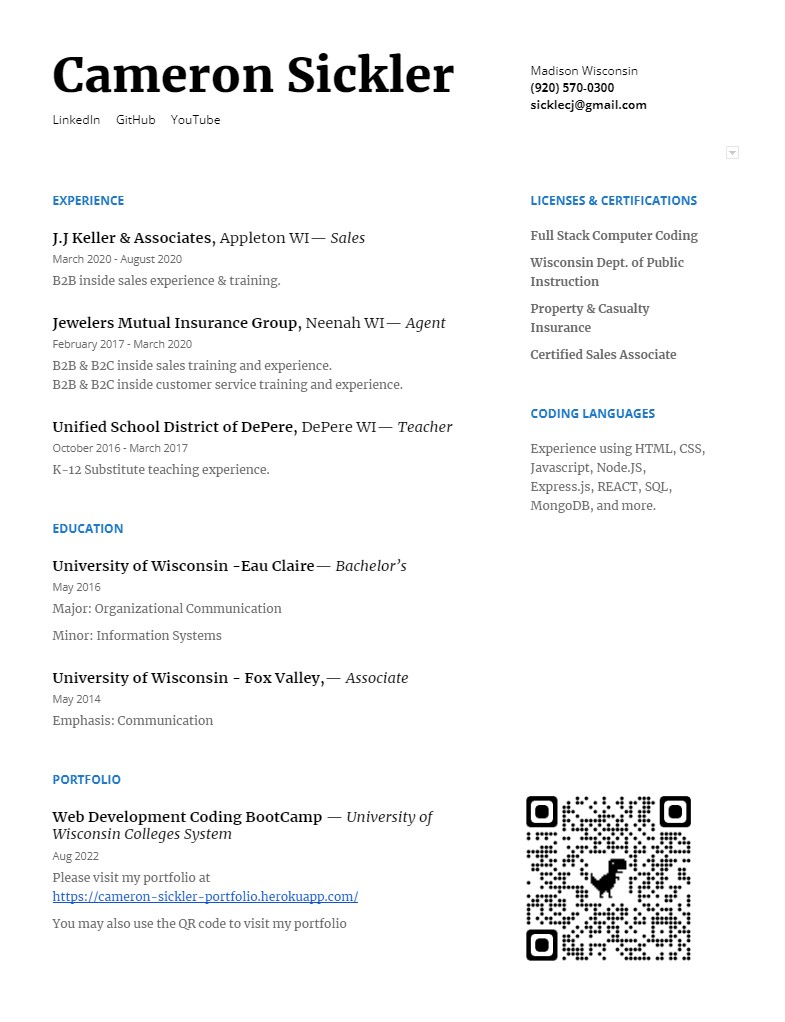 Cameron Sickler
LinkedIn GitHub YouTube
Madison Wisconsin
(920) 570-0300
sicklecj@gmail.com
EXPERIENCE
J.J Keller & Associates, Appleton WI— Sales
March 2020 - August 2020
B2B inside sales experience & training.
Jewelers Mutual Insurance Group, Neenah WI— Agent
February 2017 - March 2020
B2B & B2C inside sales training and experience.
B2B & B2C inside customer service training and experience.
Unified School District of DePere, DePere WI— Teacher
October 2016 - March 2017
K-12 Substitute teaching experience.
EDUCATION
University of Wisconsin -Eau Claire— Bachelor’s
May 2016
Major: Organizational Communication
Minor: Information Systems
University of Wisconsin - Fox Valley,— Associate
May 2014
Emphasis: Communication
PORTFOLIO
Web Development Coding BootCamp — University of
Wisconsin Colleges System
Aug 2022
Please visit my portfolio at
https://cameron-sickler-portfolio.herokuapp.com/
You may also use the QR code to visit my portfolio
LICENSES & CERTIFICATIONS
Full Stack Computer Coding
Wisconsin Dept. of Public
Instruction
Property & Casualty
Insurance
Certified Sales Associate
CODING LANGUAGES
Experience using HTML, CSS,
Javascript, Node.JS,
Express.js, REACT, SQL,
MongoDB, and more.